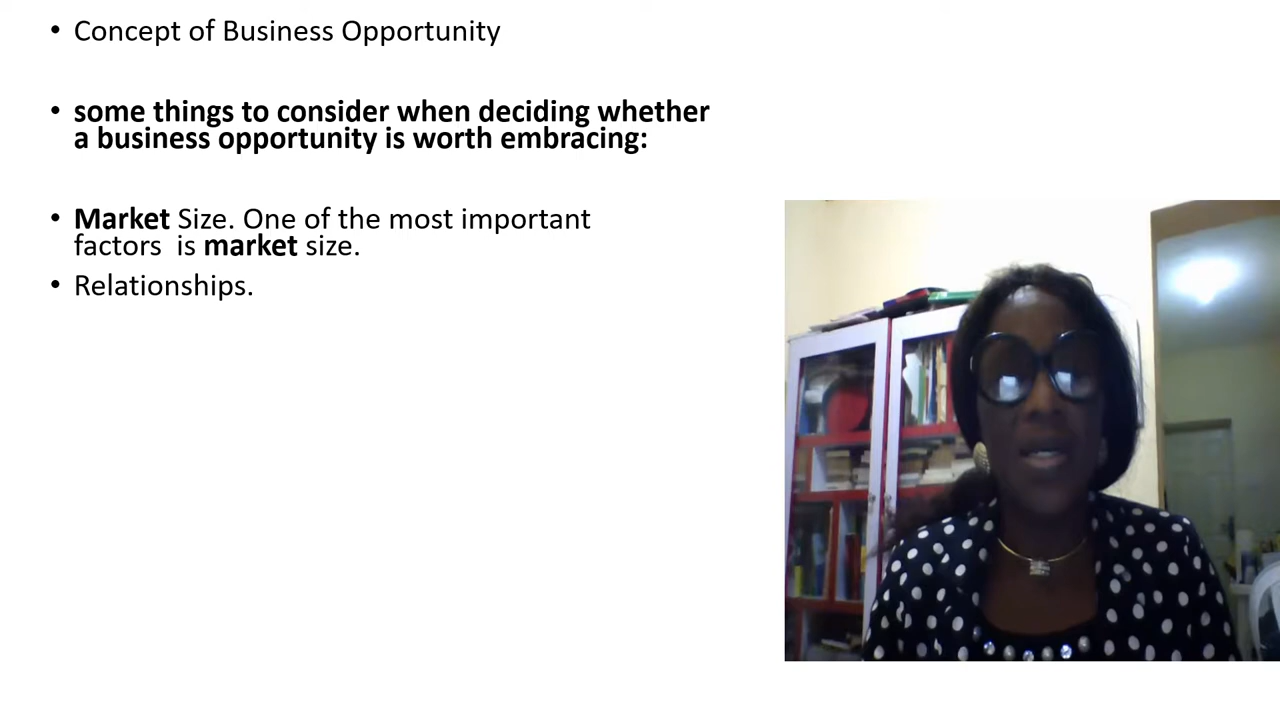 • Concept of Business Opportunity
• some things to consider when deciding whether
a business opportunity is worth embracing:
• Market Size. One of the most important
factors  is market size.
• Relationships.